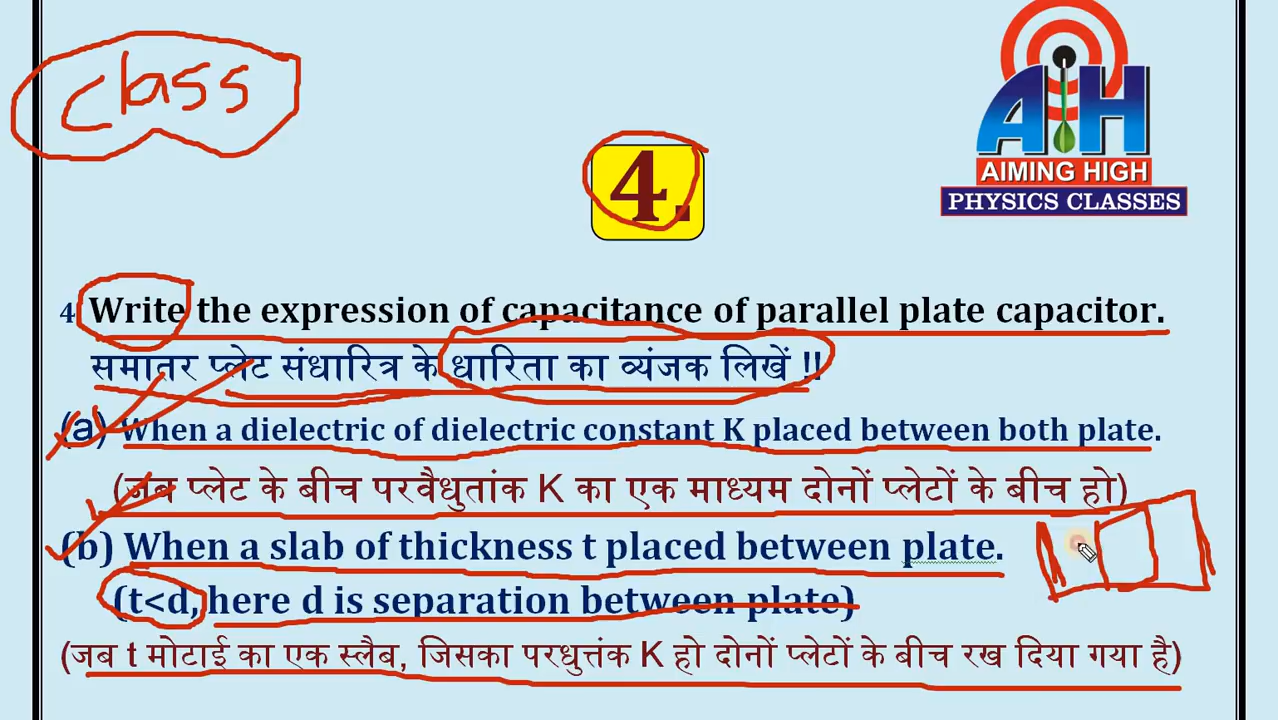 class
AIH
AIMING HIGH
PHYSICS CLASSES
4.
4 Write the expression of capacitance of parallel plate capacitor.
समातर प्लेट संधारित्र के धारिता का व्यंजक लिखें !!
(a) When a dielectric of dielectric constant K placed between both plate.
(जब प्लेट के बीच परवैधुतांक K का एक माध्यम दोनों प्लेटों के बीच हो)
(b) When a slab of thickness t placed between plate.
(t<d, here d is separation between plate)
(जब t मोटाई का एक स्लैब, जिसका परधुत्तंक K हो दोनों प्लेटों के बीच रख दिया गया है)